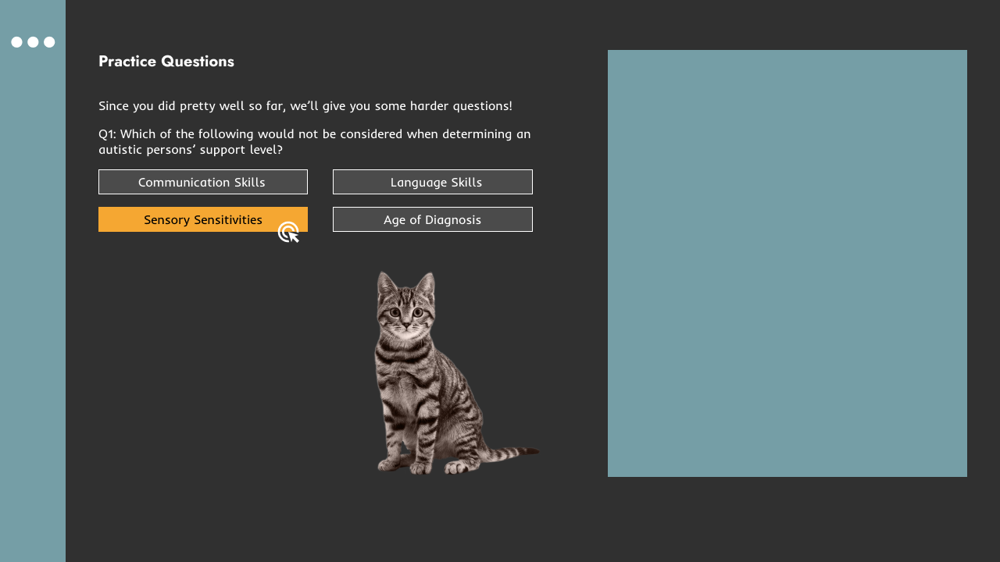 Practice Questions
Since you did pretty well so far, we’ll give you some harder questions!
Q1: Which of the following would not be considered when determining an
autistic persons’ support level?
Communication Skills
Language Skills
Sensory Sensitivities
Age of Diagnosis